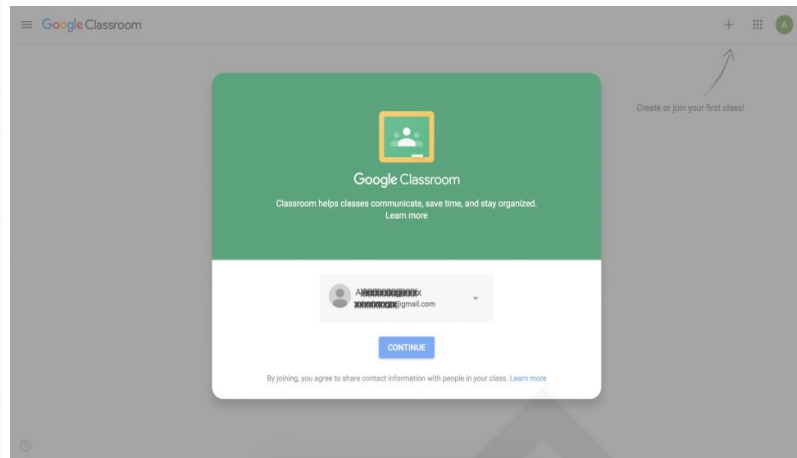 Google Classroom
A
Create or join your first class!
Google Classroom
Classroom helps classes communicate, save time, and stay organized.
Learn more
@gmail.com
CONTINUE
By joining, you agree to share contact information with people in your class. Learn more